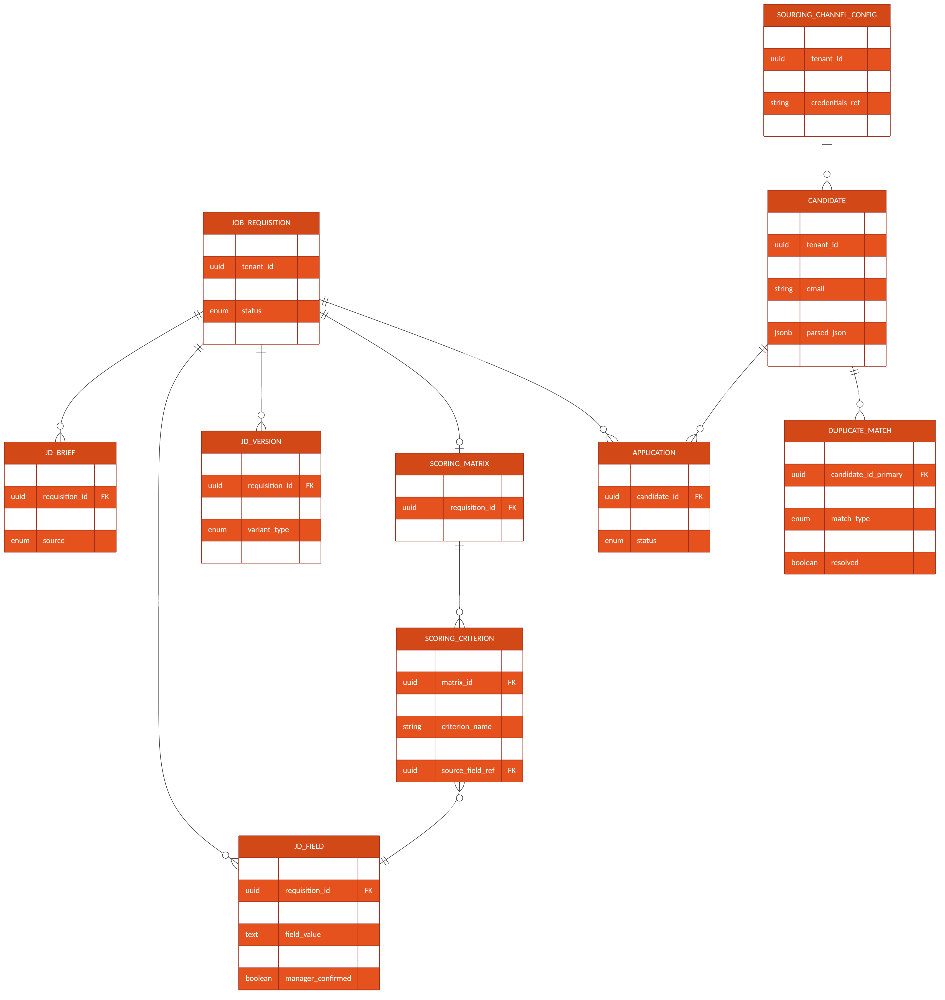 SOURCING_CHANNEL_CONFIG
uuid tenant_id
string credentials_ref
CANDIDATE
uuid tenant_id
string email
jsonb parsed_json
JOB_REQUISITION
uuid tenant_id
enum status
JD_BRIEF
uuid requisition_id FK
enum source
JD_VERSION
uuid requisition_id FK
enum variant_type
SCORING_MATRIX
uuid requisition_id FK
APPLICATION
uuid candidate_id FK
enum status
DUPLICATE_MATCH
uuid candidate_id_primary FK
enum match_type
boolean resolved
SCORING_CRITERION
uuid matrix_id FK
string criterion_name
uuid source_field_ref FK
JD_FIELD
uuid requisition_id FK
text field_value
boolean manager_confirmed